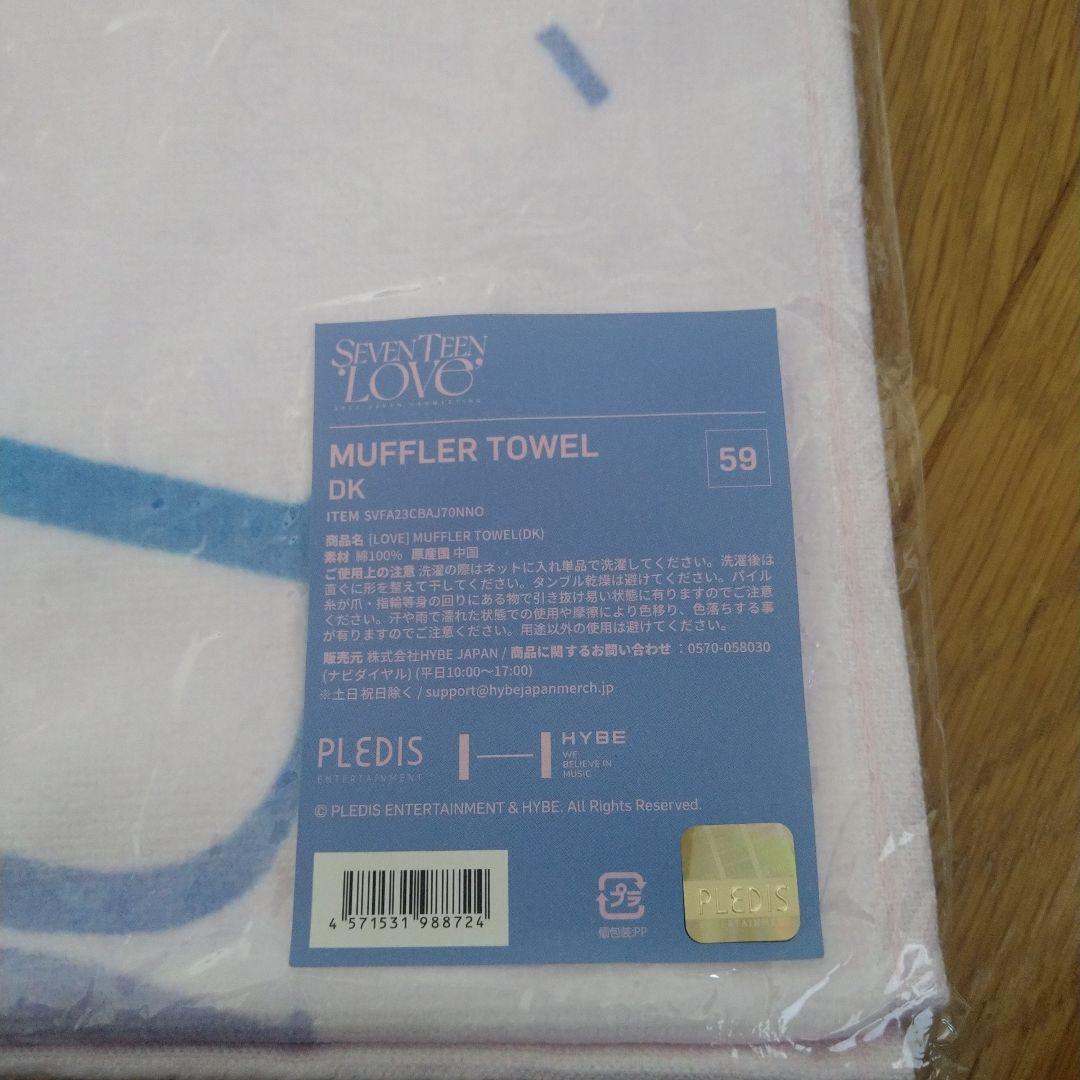 SEVENTEEN
'LOVE'
2023 JAPAN FANMEETING
MUFFLER TOWEL
59
DK
ITEM SVFA23CBAJ70NNO
商品名 [LOVE] MUFFLER TOWEL(DK)
素材 綿100% 原産国 中国
ご使用上の注意 洗濯の際はネットに入れ単品で洗濯してください。洗濯後は
直ぐに形を整えて干してください。タンブル乾燥は避けてください。パイル
糸が爪・指輪等身の回りにある物で引き抜け易い状態に有りますのでご注意
ください。汗や雨で濡れた状態での使用や摩擦により色移り、色落ちする事
が有りますのでご注意ください。用途以外の使用は避けてください。
販売元 株式会社HYBE JAPAN / 商品に関するお問い合わせ : 0570-058030
(ナビダイヤル) (平日10:00〜17:00)
※土日祝日除く / support@hybejapanmerch.jp
PLEDIS
ENTERTAINMENT
HYBE
WE
BELIEVE IN
MUSIC
© PLEDIS ENTERTAINMENT & HYBE. All Rights Reserved.
4 571531 988724
プラ
個包装:PP
PLEDIS
ENTERTAINMENT